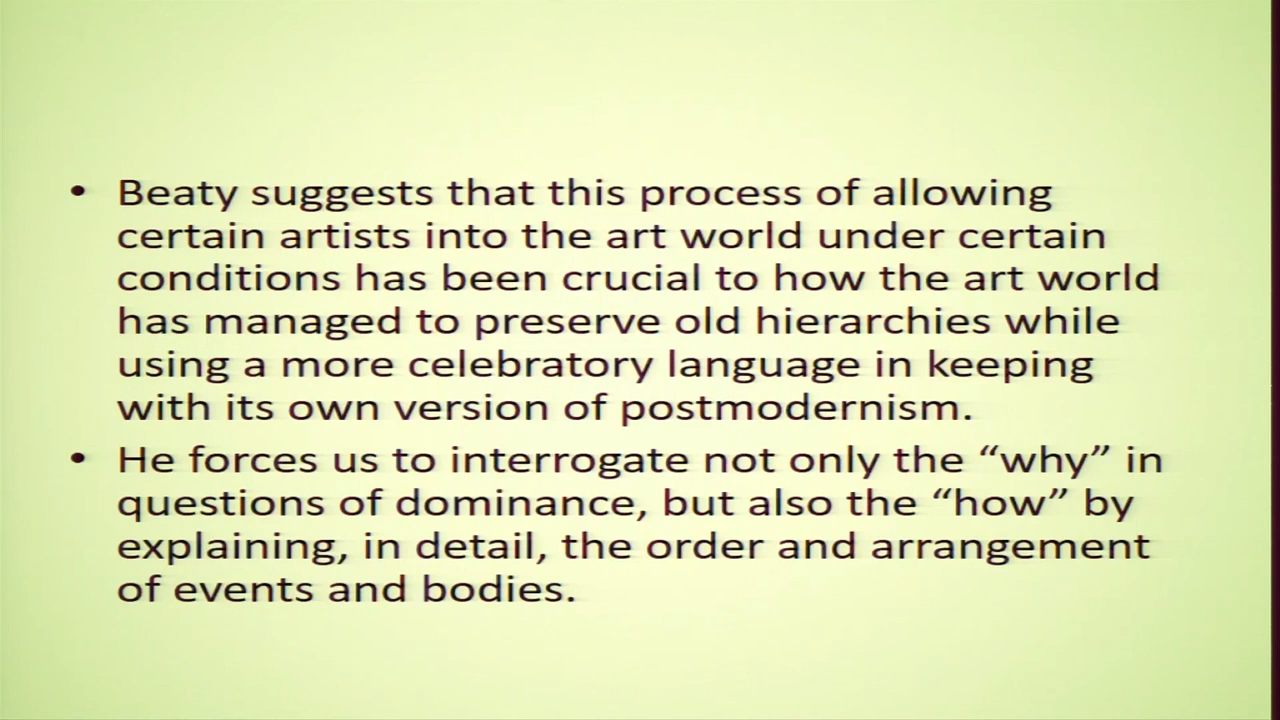 • Beaty suggests that this process of allowing
certain artists into the art world under certain
conditions has been crucial to how the art world
has managed to preserve old hierarchies while
using a more celebratory language in keeping
with its own version of postmodernism.
• He forces us to interrogate not only the “why” in
questions of dominance, but also the “how” by
explaining, in detail, the order and arrangement
of events and bodies.